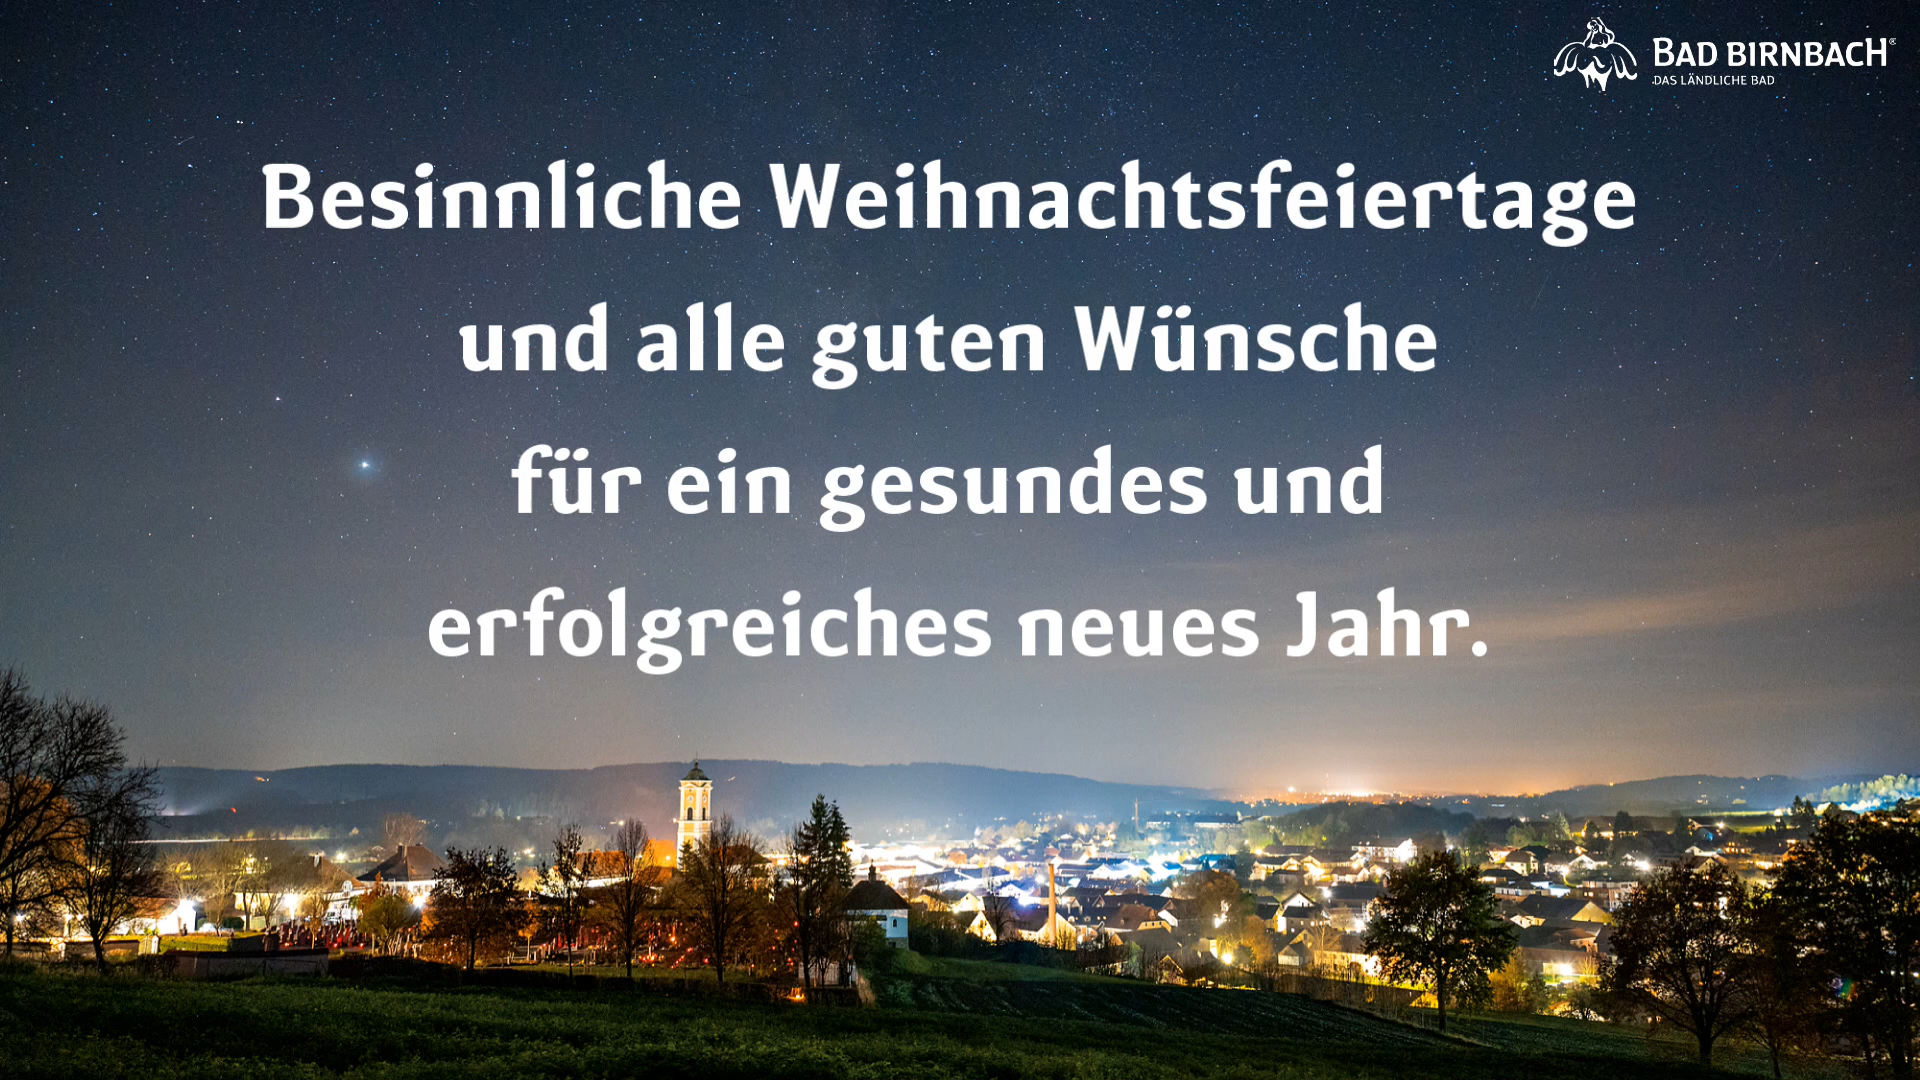 BAD BIRNBACH®
DAS LÄNDLICHE BAD
Besinnliche Weihnachtsfeiertage
und alle guten Wünsche
für ein gesundes und
erfolgreiches neues Jahr.